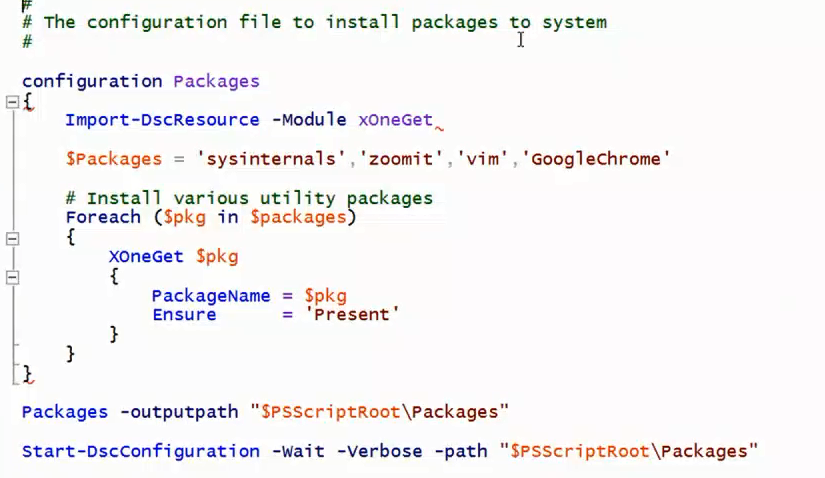 #
# The configuration file to install packages to system
#
configuration Packages
{
    Import-DscResource -Module xOneGet
    $Packages = 'sysinternals','zoomit','vim','GoogleChrome'
    # Install various utility packages
    Foreach ($pkg in $packages)
    {
        XOneGet $pkg
        {
            PackageName = $pkg
            Ensure      = 'Present'
        }
    }
}
Packages -outputpath "$PSScriptRoot\Packages"
Start-DscConfiguration -Wait -Verbose -path "$PSScriptRoot\Packages"